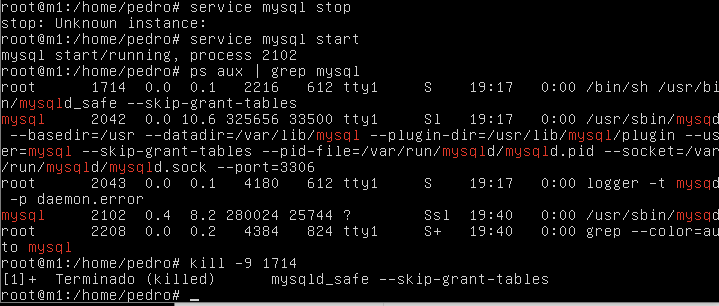 root@m1:/home/pedro# service mysql stop
stop: Unknown instance:
root@m1:/home/pedro# service mysql start
mysql start/running, process 2102
root@m1:/home/pedro# ps aux | grep mysql
root      1714  0.0  0.1   2216   612 tty1     S    19:17   0:00 /bin/sh /usr/bi
n/mysqld_safe --skip-grant-tables
mysql     2042  0.0 10.6 325656 33500 tty1     Sl   19:17   0:00 /usr/sbin/mysqd
 --basedir=/usr --datadir=/var/lib/mysql --plugin-dir=/usr/lib/mysql/plugin --us
er=mysql --skip-grant-tables --pid-file=/var/run/mysqld/mysqld.pid --socket=/var
/run/mysqld/mysqld.sock --port=3306
root      2043  0.0  0.1   4180   612 tty1     S    19:17   0:00 logger -t mysqd
 -p daemon.error
mysql     2102  0.4  8.2 280024 25744 ?        Ssl  19:40   0:00 /usr/sbin/mysqd
root      2208  0.0  0.2   4384   824 tty1     S+   19:40   0:00 grep --color=au
to mysql
root@m1:/home/pedro# kill -9 1714
[1]+  Terminado (killed)      mysqld_safe --skip-grant-tables
root@m1:/home/pedro# _